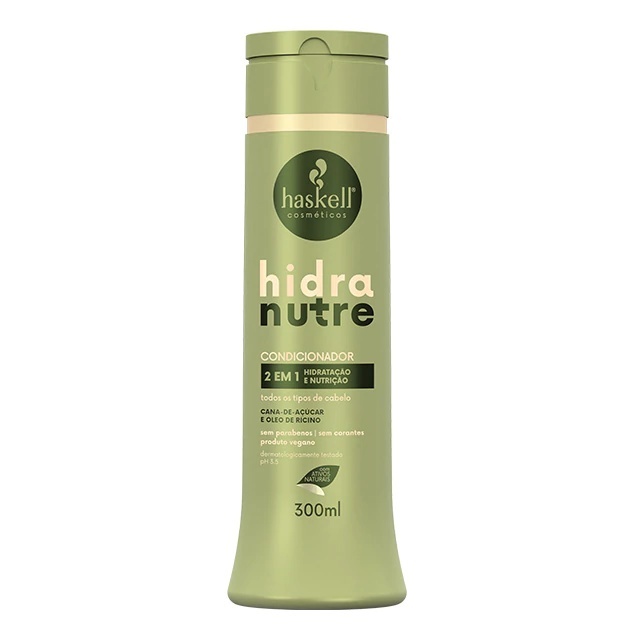 haskell®
cosméticos
hidra
nutre
CONDICIONADOR
2 EM 1 HIDRATAÇÃO
E NUTRIÇÃO
todos os tipos de cabelo
CANA-DE-AÇÚCAR
E ÓLEO DE RÍCINO
sem parabenos | sem corantes
produto vegano
dermatologicamente testado
pH 5.5
com
ATIVOS
NATURAIS
300ml